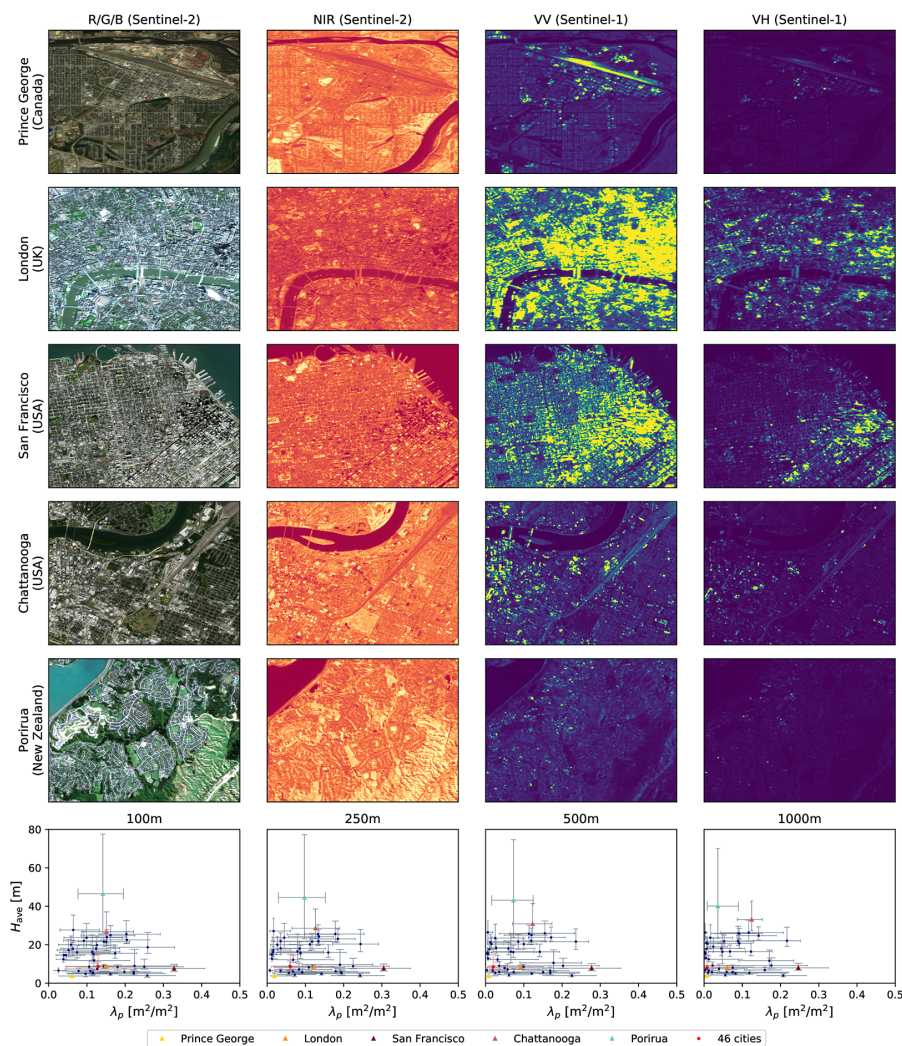 R/G/B (Sentinel-2) NIR (Sentinel-2) VV (Sentinel-1) VH (Sentinel-1)
Prince George
(Canada)
London
(UK)
San Francisco
(USA)
Chattanooga
(USA)
Porirua
(New Zealand)
100m 250m 500m 1000m
80
60
40
20
0
H_ave [m]
0.0 0.1 0.2 0.3 0.4 0.5 0.0 0.1 0.2 0.3 0.4 0.5 0.0 0.1 0.2 0.3 0.4 0.5 0.0 0.1 0.2 0.3 0.4 0.5
λ_p [m²/m²] λ_p [m²/m²] λ_p [m²/m²] λ_p [m²/m²]
Prince George London San Francisco Chattanooga Porirua 46 cities